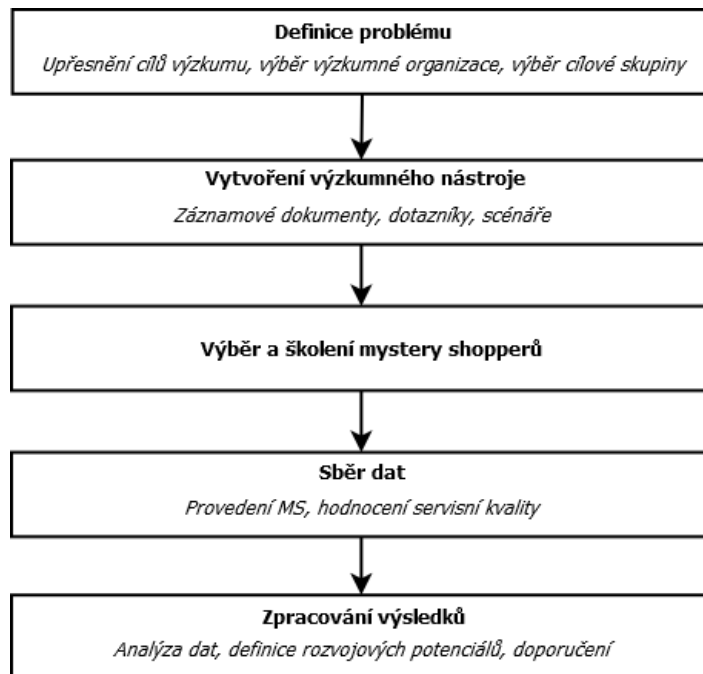 Definice problému
Upřesnění cílů výzkumu, výběr výzkumné organizace, výběr cílové skupiny
Vytvoření výzkumného nástroje
Záznamové dokumenty, dotazníky, scénáře
Výběr a školení mystery shopperů
Sběr dat
Provedení MS, hodnocení servisní kvality
Zpracování výsledků
Analýza dat, definice rozvojových potenciálů, doporučení